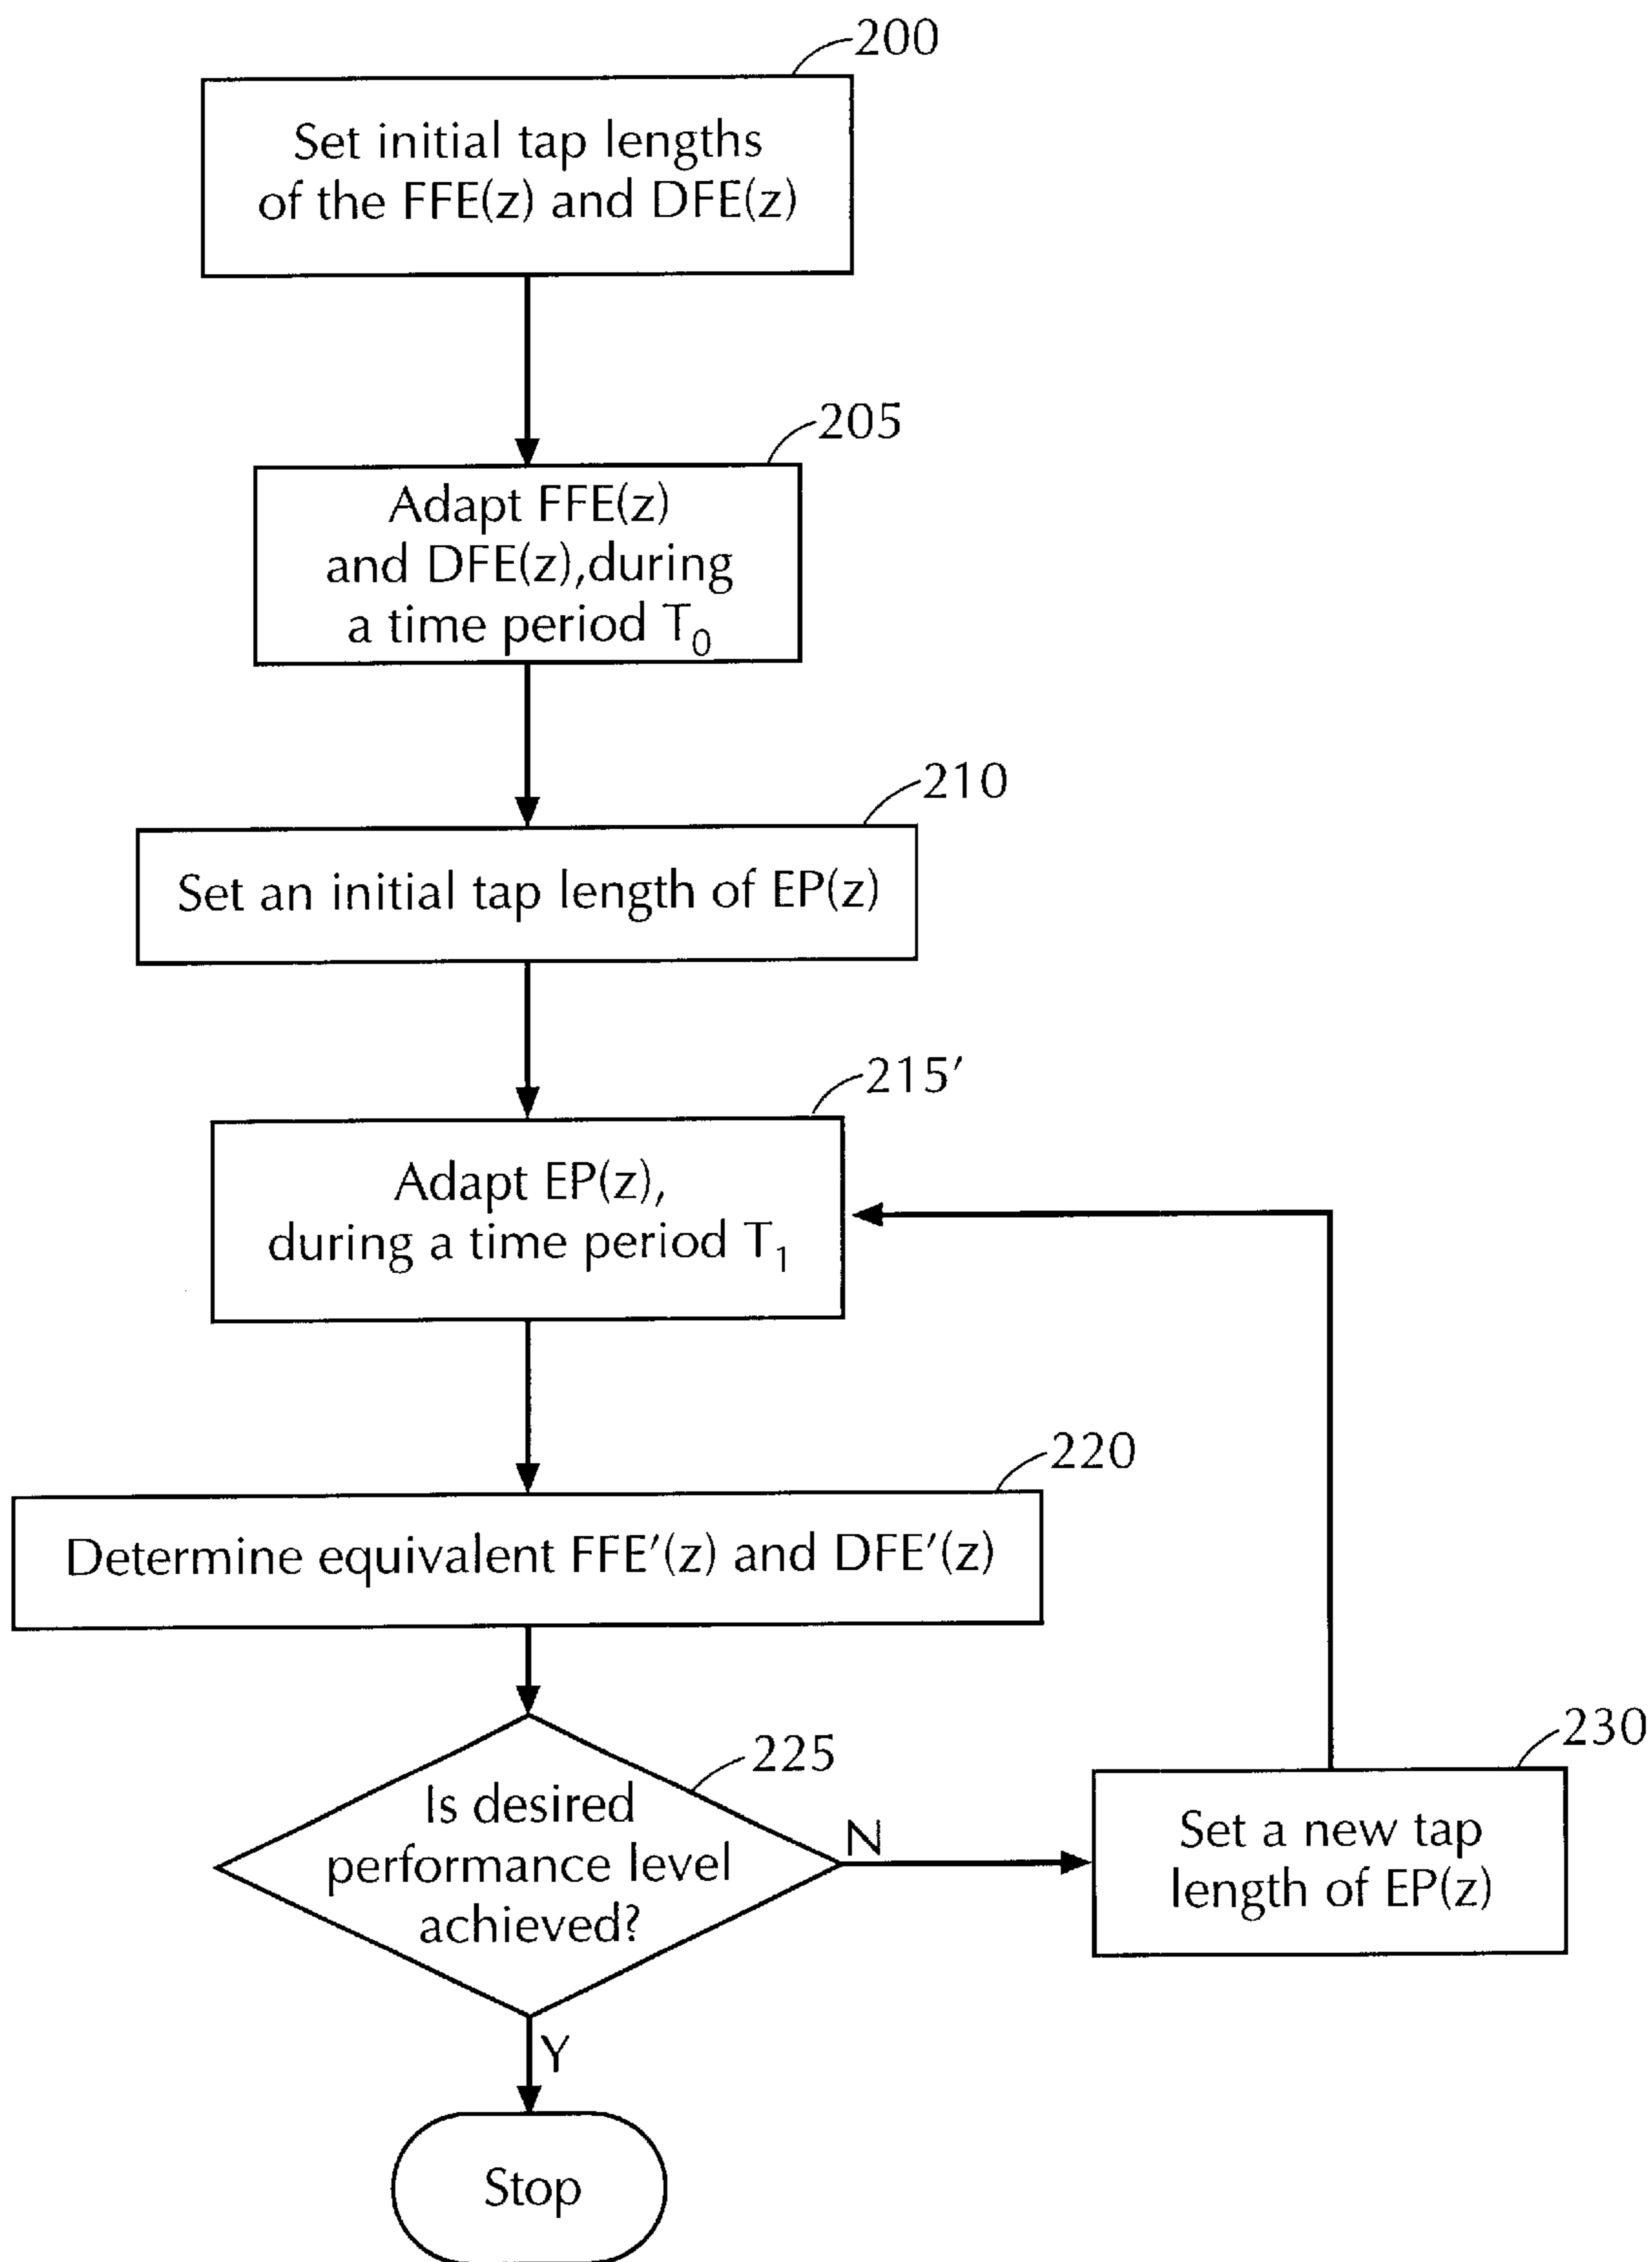 200
Set initial tap lengths
of the FFE(z) and DFE(z)
205
Adapt FFE(z)
and DFE(z),during
a time period T₀
210
Set an initial tap length of EP(z)
215′
Adapt EP(z),
during a time period T₁
220
Determine equivalent FFE′(z) and DFE′(z)
225
Is desired
performance level
achieved?
N
230
Set a new tap
length of EP(z)
Y
Stop